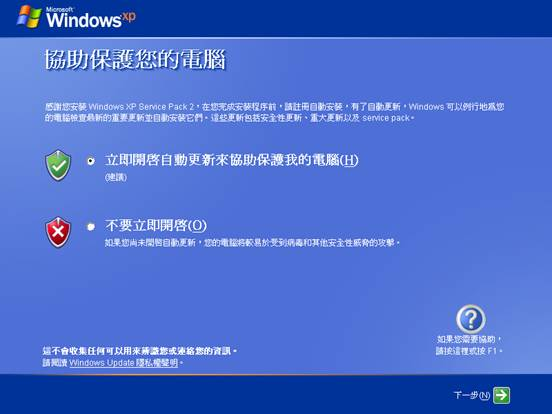 Microsoft
Windows xp
協助保護您的電腦
感謝您安裝 Windows XP Service Pack 2，在您完成安裝程序前，請註冊自動安裝，有了自動更新，Windows 可以例行地為您
的電腦檢查最新的重要更新並自動安裝它們。這些更新包括安全性更新、重大更新以及 service pack。
立即開啓自動更新來協助保護我的電腦(H)
(建議)
不要立即開啓(O)
如果您尚未開啓自動更新，您的電腦將較易於受到病毒和其他安全性威脅的攻擊。
如果您需要協助，
請按這裡或按 F1。
這不會收集任何可以用來辨識您或連絡您的資訊。
請閱讀 Windows Update 隱私權聲明。
下一步(N)